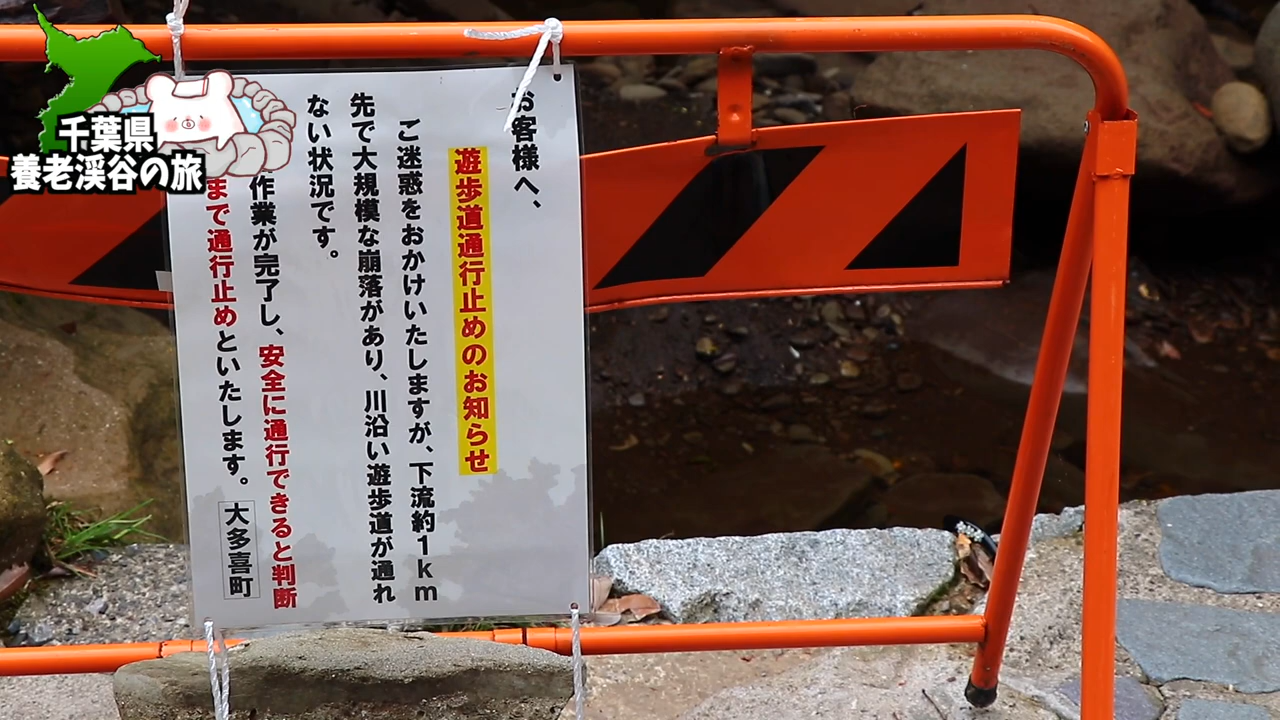 千葉県
養老渓谷の旅
お客様へ、
遊歩道通行止めのお知らせ
ご迷惑をおかけいたしますが、下流約1km
先で大規模な崩落があり、川沿い遊歩道が通れ
ない状況です。
作業が完了し、安全に通行できると判断
まで通行止めといたします。
大多喜町